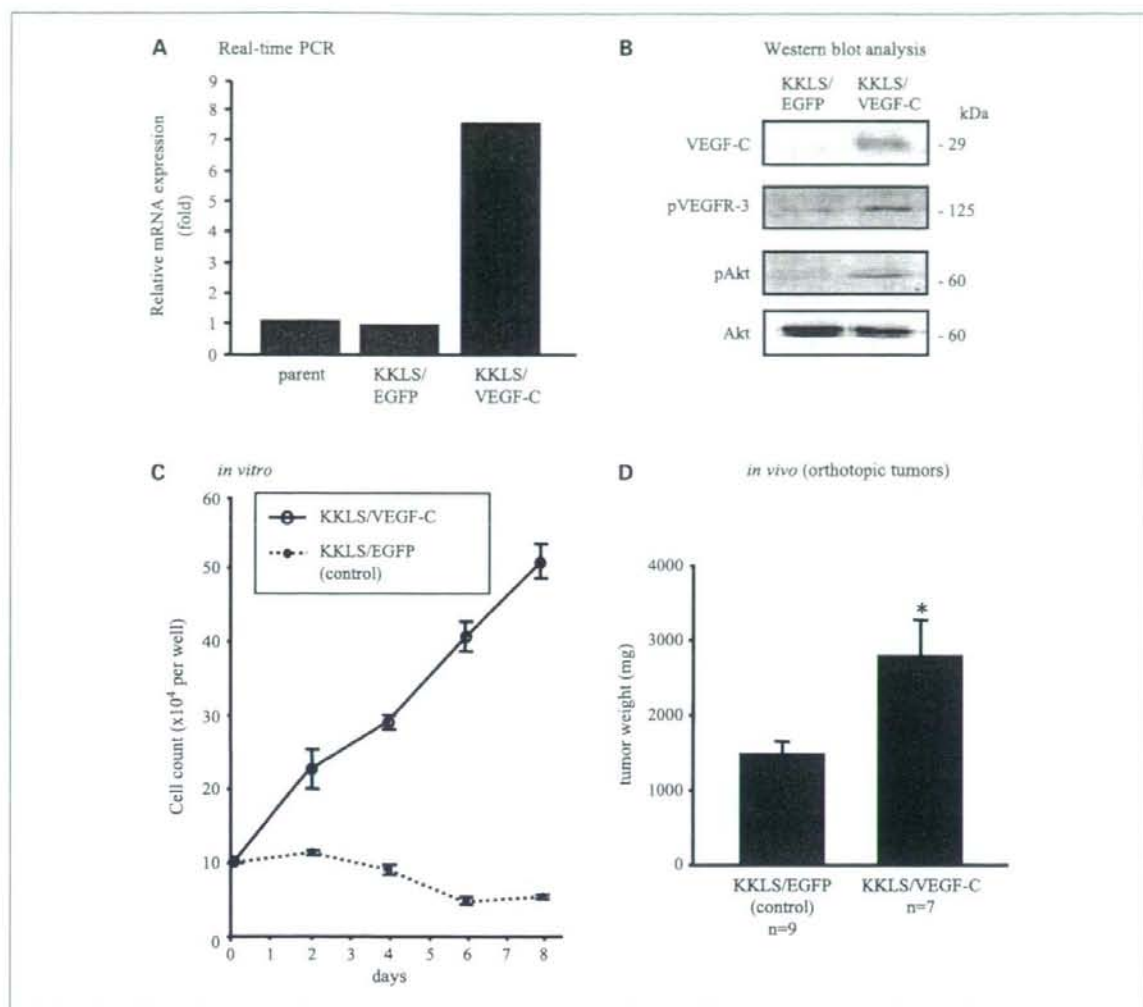 A Real-time PCR
Relative mRNA expression
(fold)
9
8
7
6
5
4
3
2
1
0
parent
KKLS/
EGFP
KKLS/
VEGF-C
B Western blot analysis
KKLS/
EGFP
KKLS/
VEGF-C
kDa
VEGF-C
- 29
pVEGFR-3
- 125
pAkt
- 60
Akt
- 60
C in vitro
KKLS/VEGF-C
KKLS/EGFP
(control)
Cell count (x10⁴ per well)
60
50
40
30
20
10
0
0 1 2 3 4 5 6 7 8
days
D in vivo (orthotopic tumors)
tumor weight (mg)
4000
3000
2000
1000
0
*
KKLS/EGFP
(control)
n=9
KKLS/VEGF-C
n=7